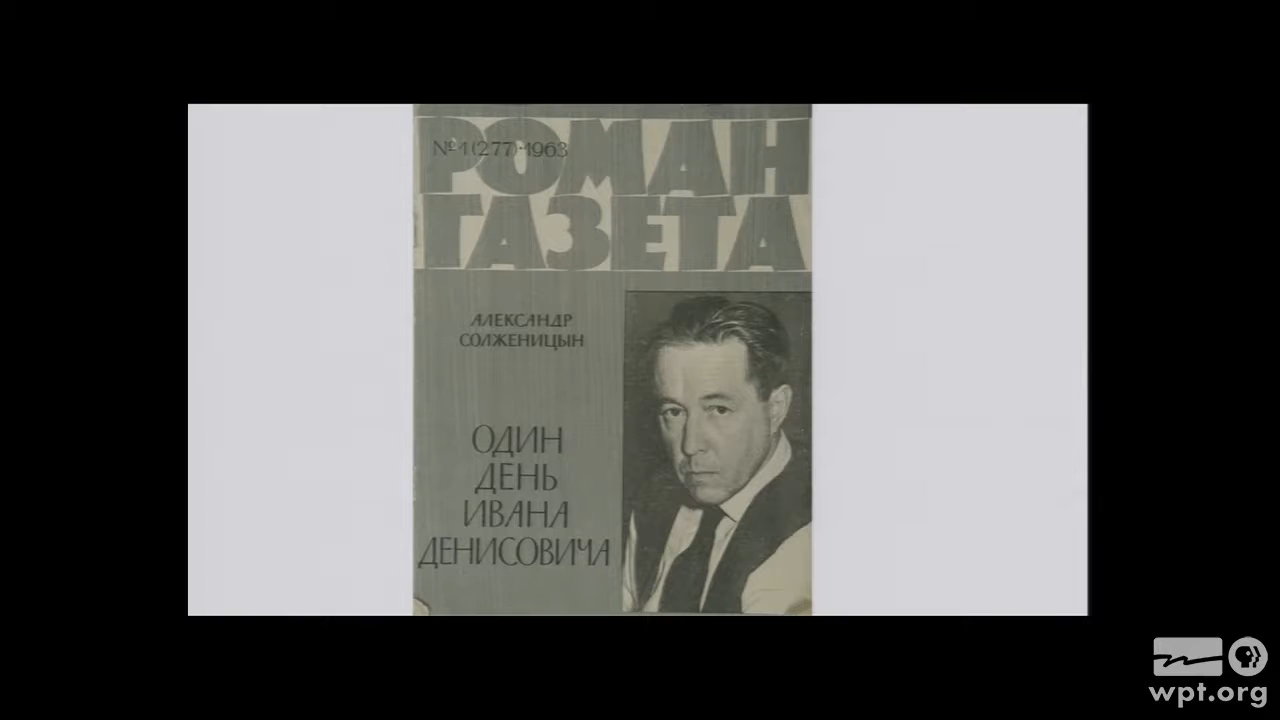 РОМАН
№1(277)·1963
ГАЗЕТА
АЛЕКСАНДР
СОЛЖЕНИЦЫН
ОДИН
ДЕНЬ
ИВАНА
ДЕНИСОВИЧА
wpt.org